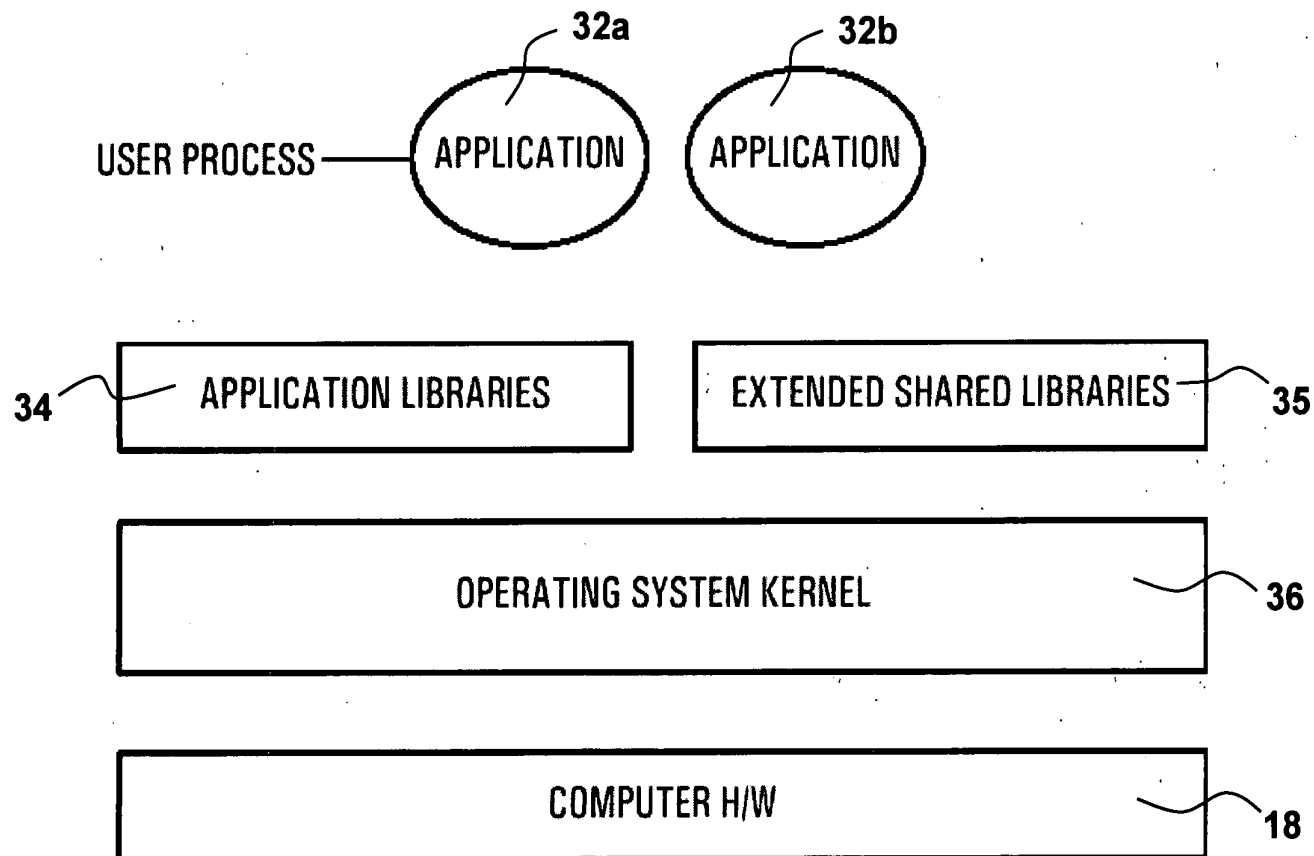 32a
32b
USER PROCESS
APPLICATION
APPLICATION
34
APPLICATION LIBRARIES
EXTENDED SHARED LIBRARIES
35
OPERATING SYSTEM KERNEL
36
COMPUTER H/W
18